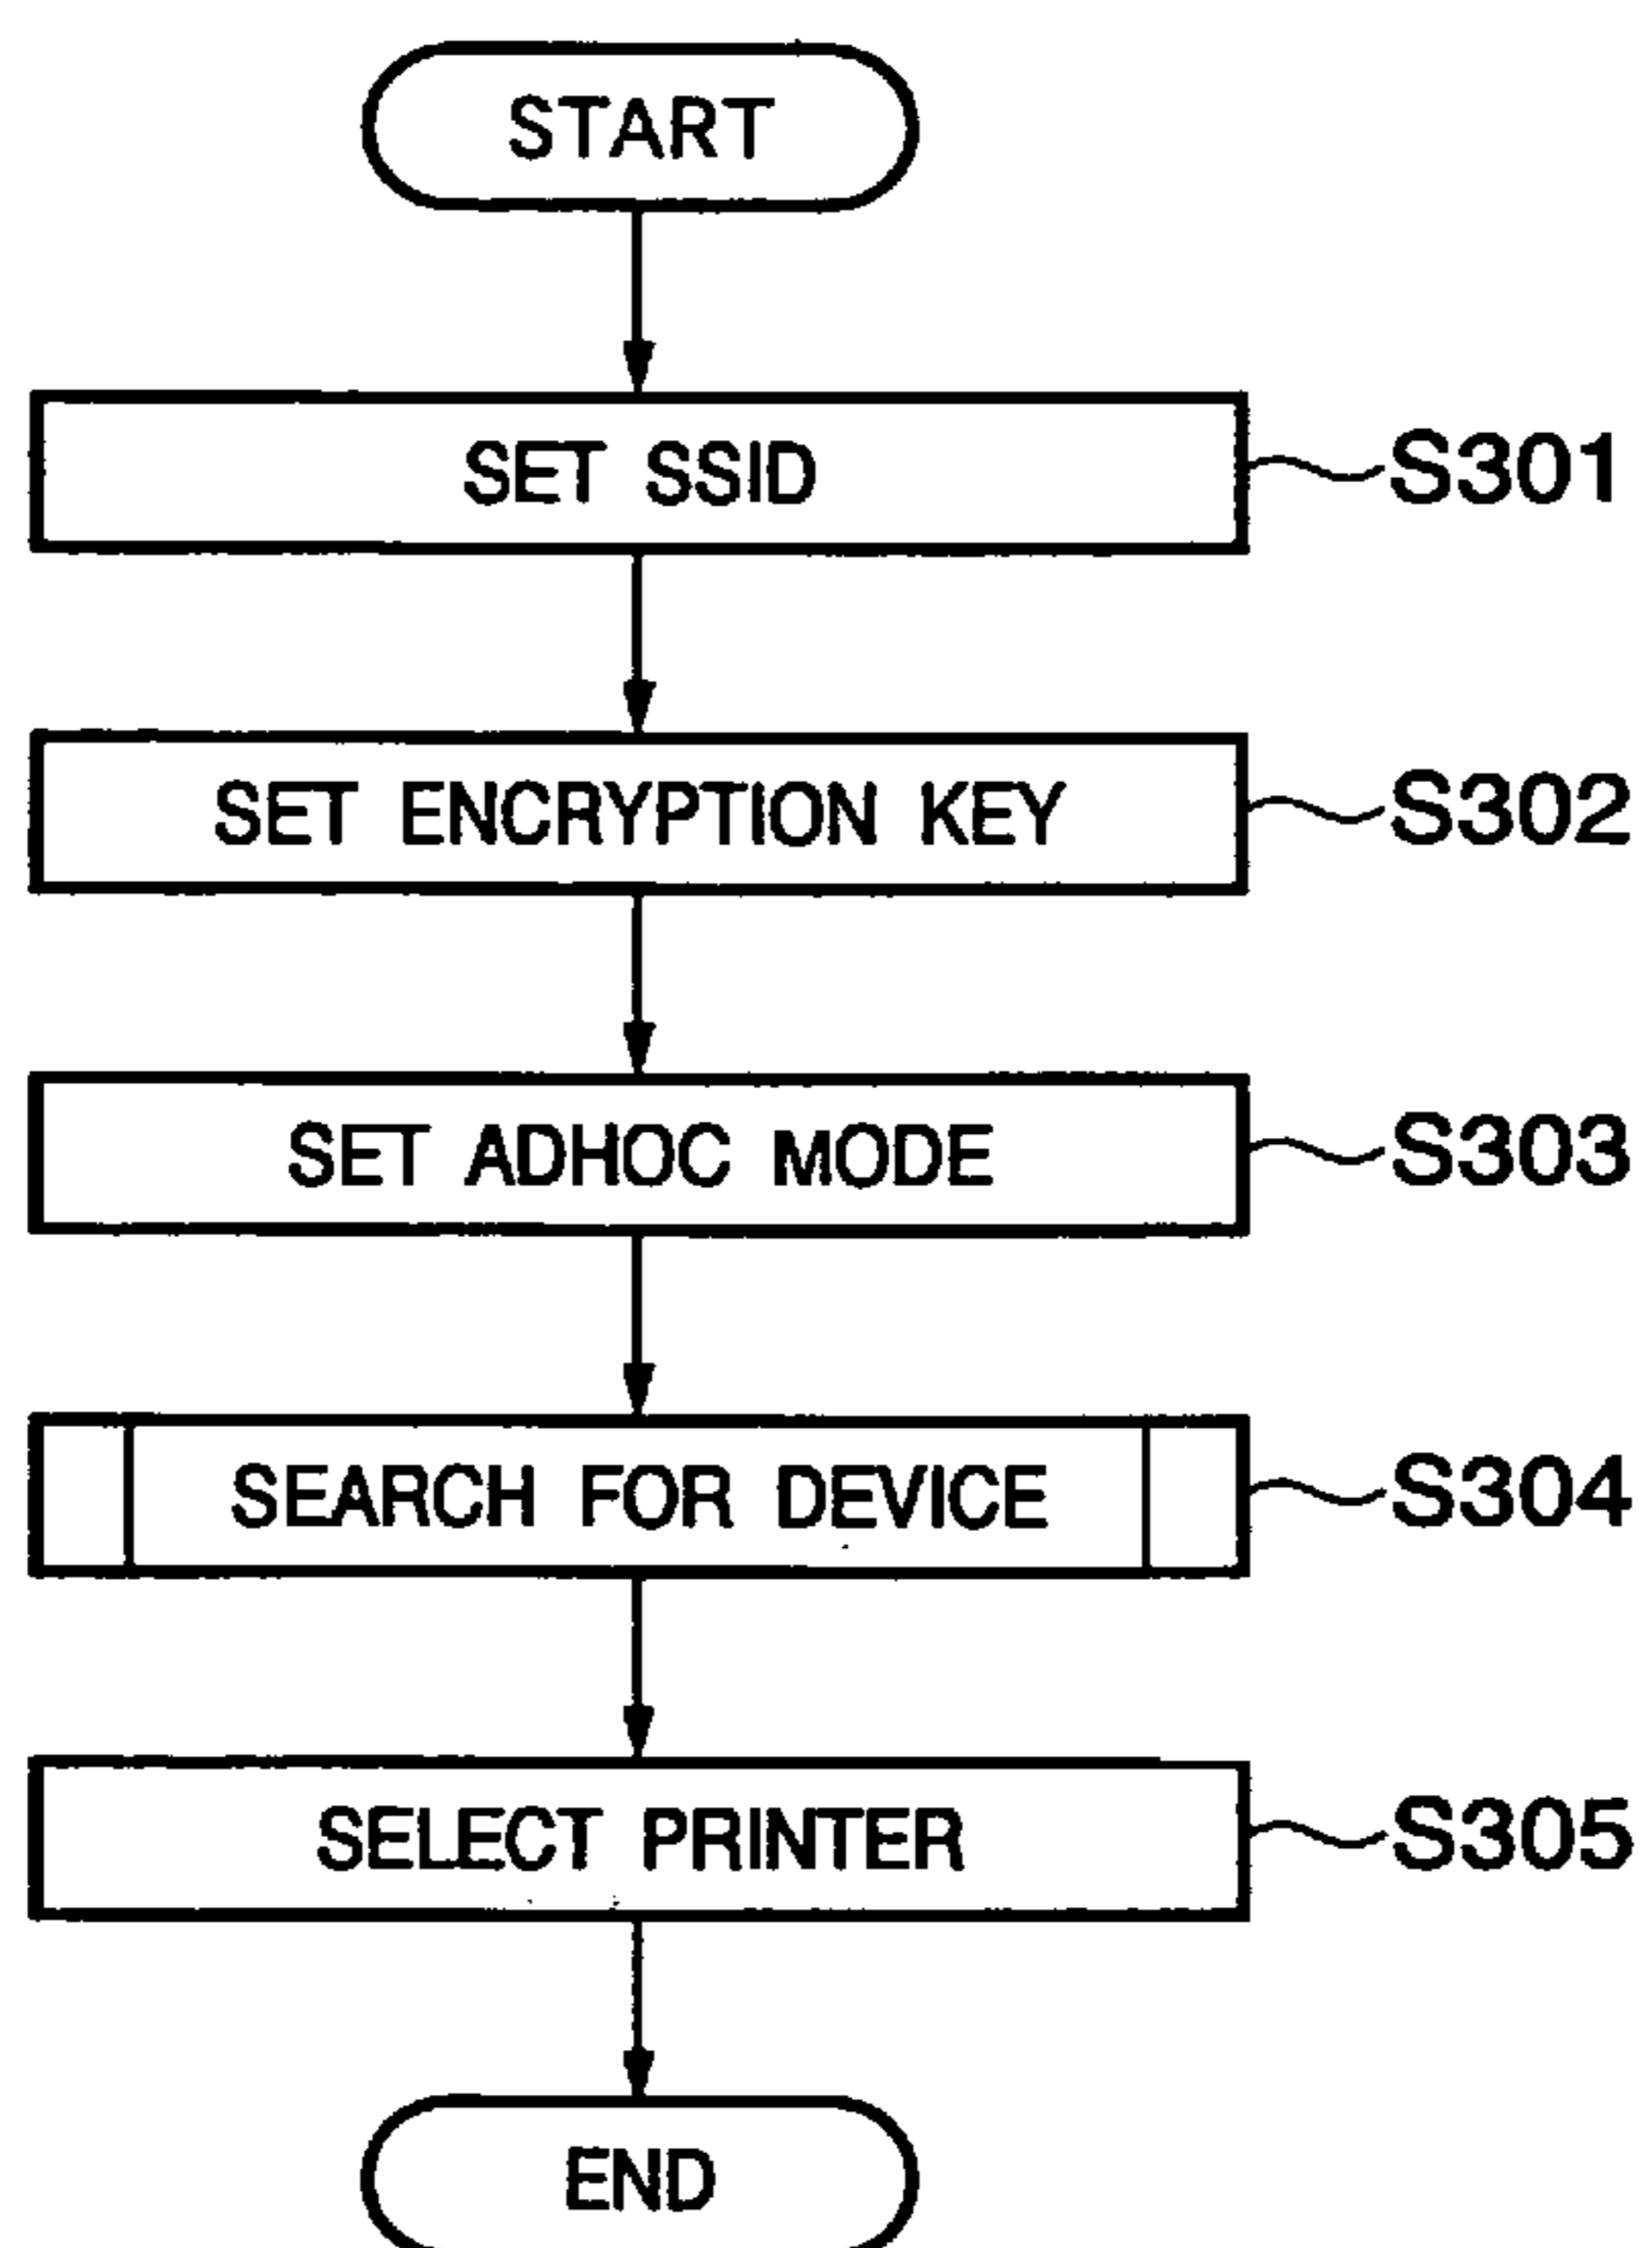 START
SET SSID S301
SET ENCRYPTION KEY S302
SET ADHOC MODE S303
SEARCH FOR DEVICE S304
SELECT PRINTER S305
END